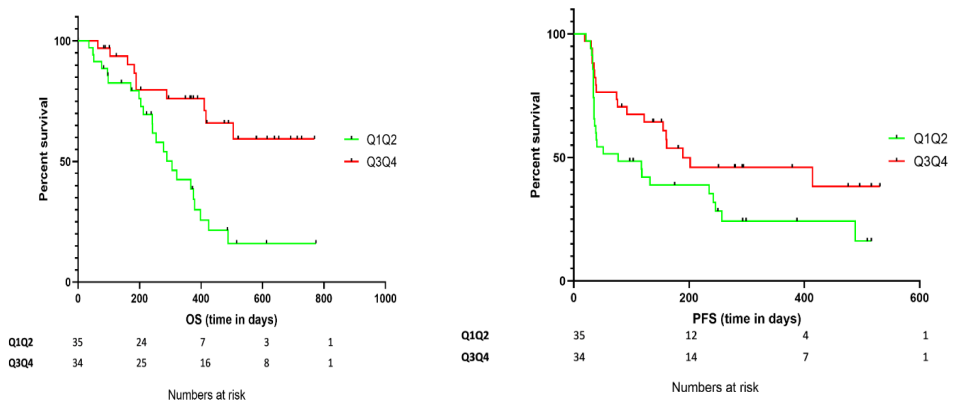 100
50
0
Percent survival
0 200 400 600 800 1000
OS (time in days)
Q1Q2
Q3Q4
Q1Q2 35 24 7 3 1
Q3Q4 34 25 16 8 1
Numbers at risk
100
50
0
Percent survival
0 200 400 600
PFS (time in days)
Q1Q2
Q3Q4
Q1Q2 35 12 4 1
Q3Q4 34 14 7 1
Numbers at risk